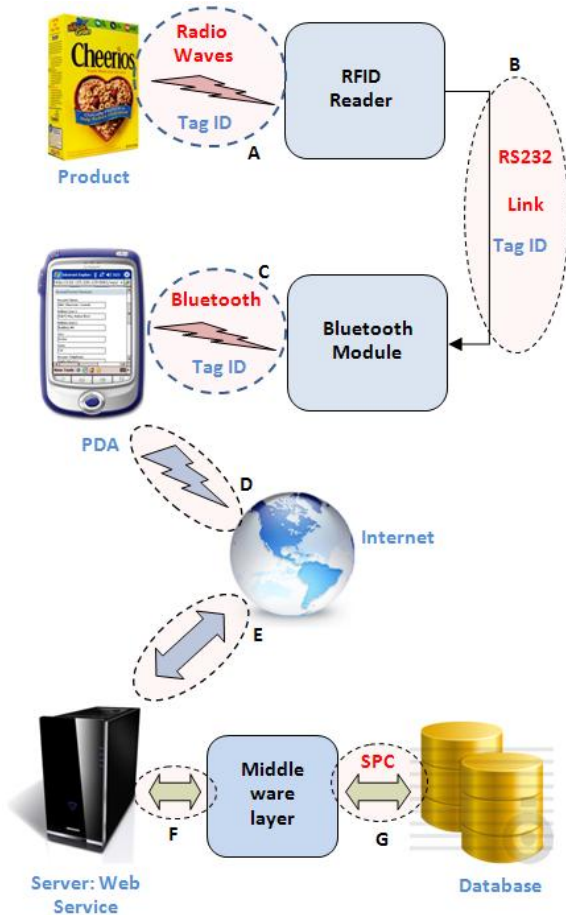 Cheerios
Radio
Waves
Tag ID
A
RFID
Reader
B
Product
RS232
Link
Tag ID
C
Bluetooth
Tag ID
Bluetooth
Module
PDA
D
Internet
E
Middle
ware
layer
SPC
F
G
Server: Web
Service
Database